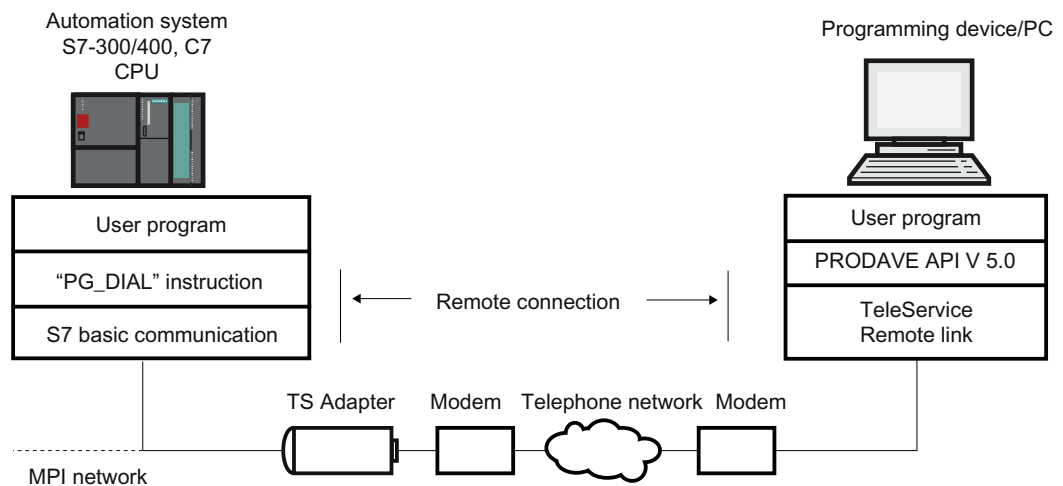 Automation system
S7-300/400, C7
CPU
Programming device/PC
User program
“PG_DIAL” instruction
S7 basic communication
Remote connection
User program
PRODAVE API V 5.0
TeleService
Remote link
TS Adapter
Modem
Telephone network
Modem
MPI network